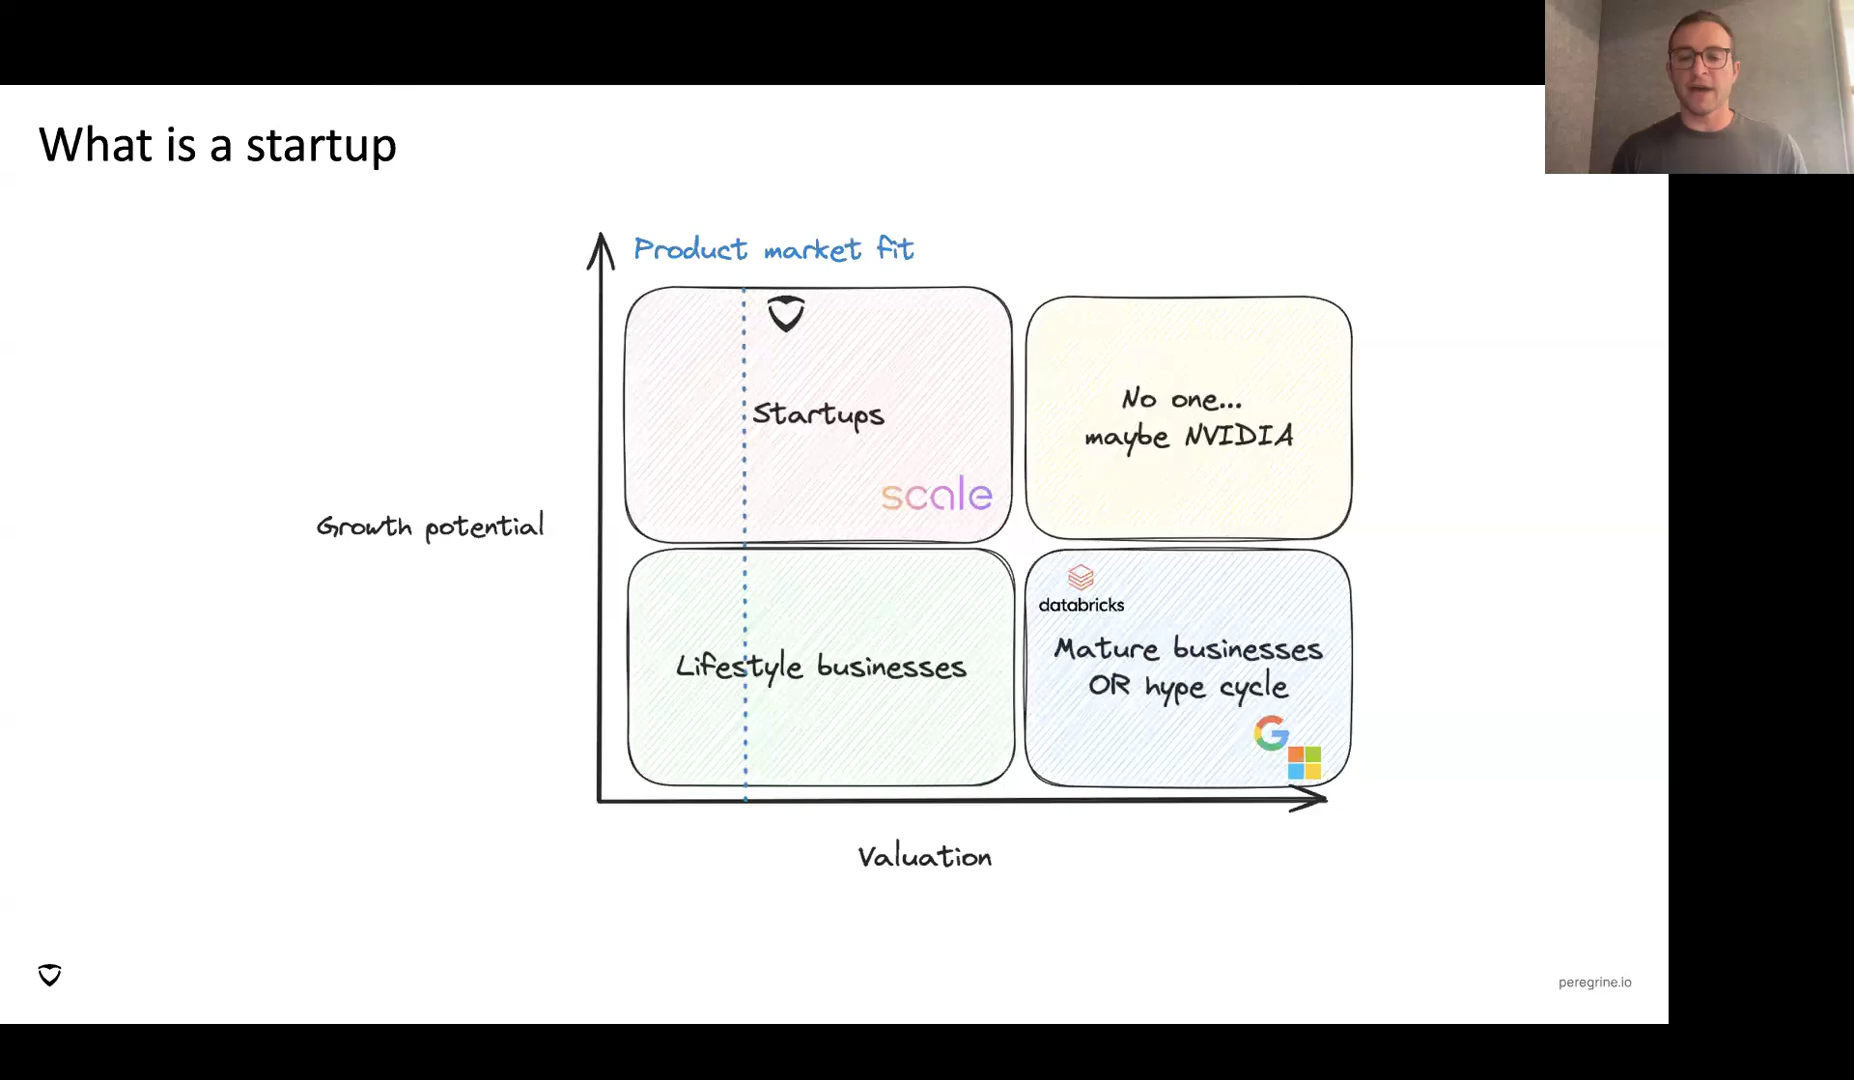 What is a startup
Product market fit
Startups
scale
No one...
maybe NVIDIA
Growth potential
Lifestyle businesses
databricks
Mature businesses
OR hype cycle
Valuation
peregrine.io